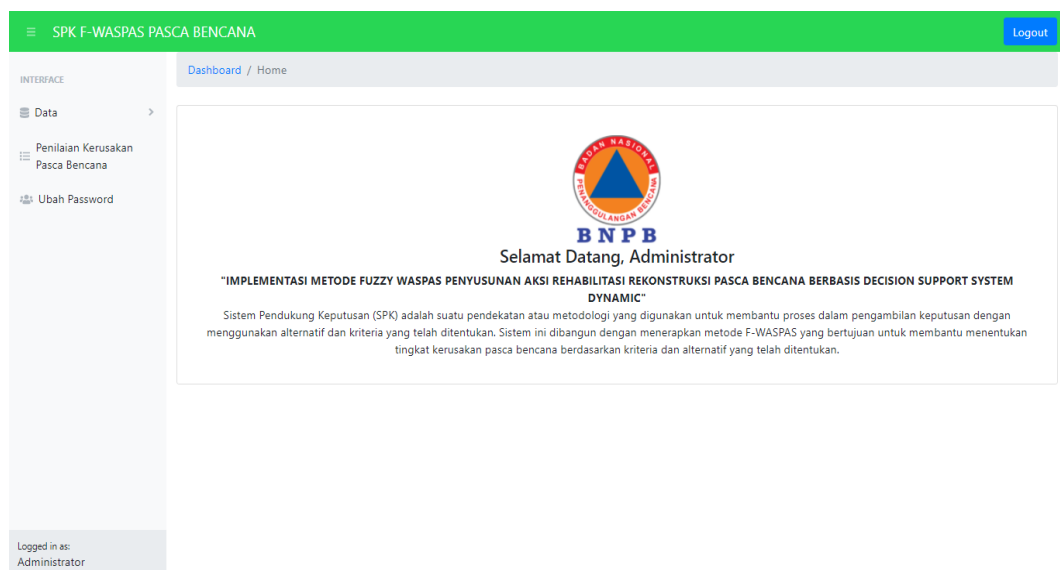 SPK F-WASPAS PASCA BENCANA
Logout
INTERFACE
Data
Penilaian Kerusakan
Pasca Bencana
Ubah Password
Logged in as:
Administrator
Dashboard / Home
BADAN NASIONAL
PENANGGULANGAN BENCANA
BNPB
Selamat Datang, Administrator
"IMPLEMENTASI METODE FUZZY WASPAS PENYUSUNAN AKSI REHABILITASI REKONSTRUKSI PASCA BENCANA BERBASIS DECISION SUPPORT SYSTEM
DYNAMIC"
Sistem Pendukung Keputusan (SPK) adalah suatu pendekatan atau metodologi yang digunakan untuk membantu proses dalam pengambilan keputusan dengan
menggunakan alternatif dan kriteria yang telah ditentukan. Sistem ini dibangun dengan menerapkan metode F-WASPAS yang bertujuan untuk membantu menentukan
tingkat kerusakan pasca bencana berdasarkan kriteria dan alternatif yang telah ditentukan.